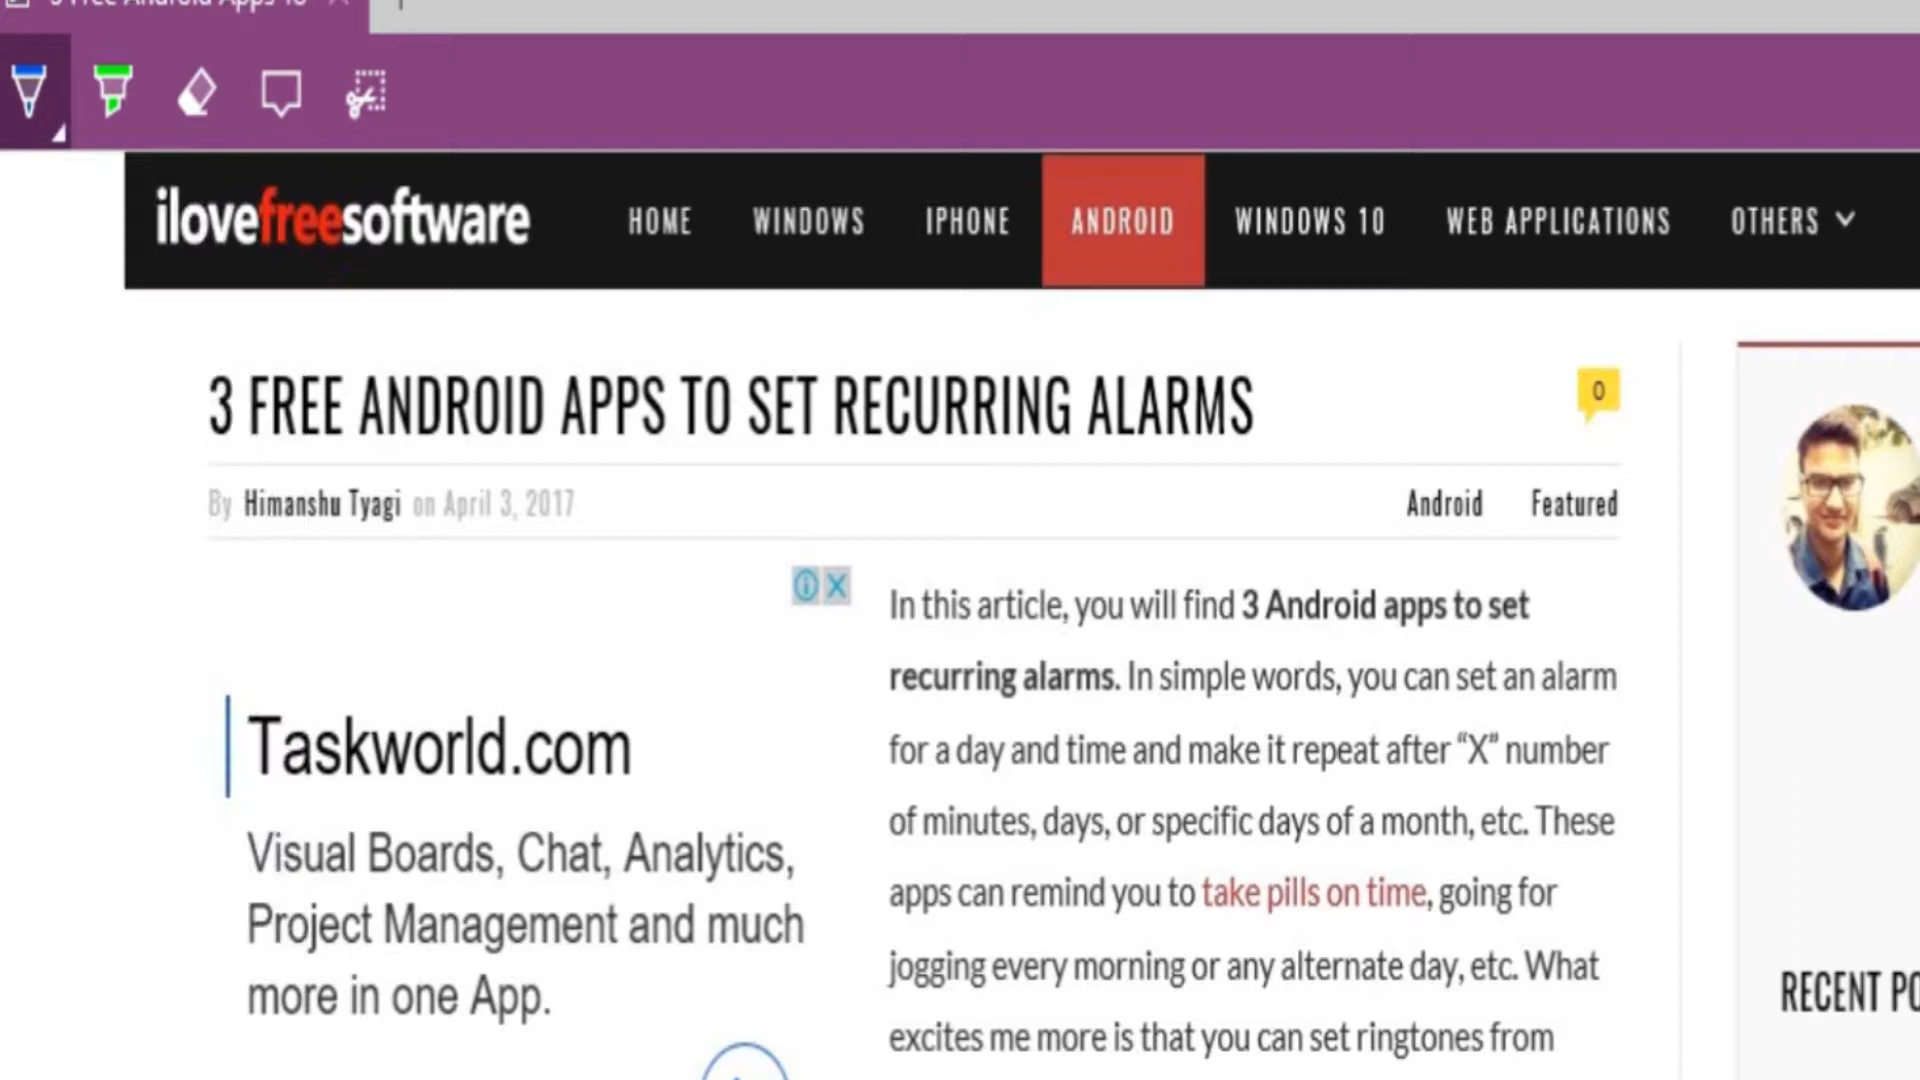 3 Free Android Apps To
ilovefreesoftware HOME WINDOWS IPHONE ANDROID WINDOWS 10 WEB APPLICATIONS OTHERS
3 FREE ANDROID APPS TO SET RECURRING ALARMS
0
By Himanshu Tyagi on April 3, 2017
Android Featured
Taskworld.com
Visual Boards, Chat, Analytics,
Project Management and much
more in one App.
In this article, you will find 3 Android apps to set
recurring alarms. In simple words, you can set an alarm
for a day and time and make it repeat after “X” number
of minutes, days, or specific days of a month, etc. These
apps can remind you to take pills on time, going for
jogging every morning or any alternate day, etc. What
excites me more is that you can set ringtones from
RECENT PO